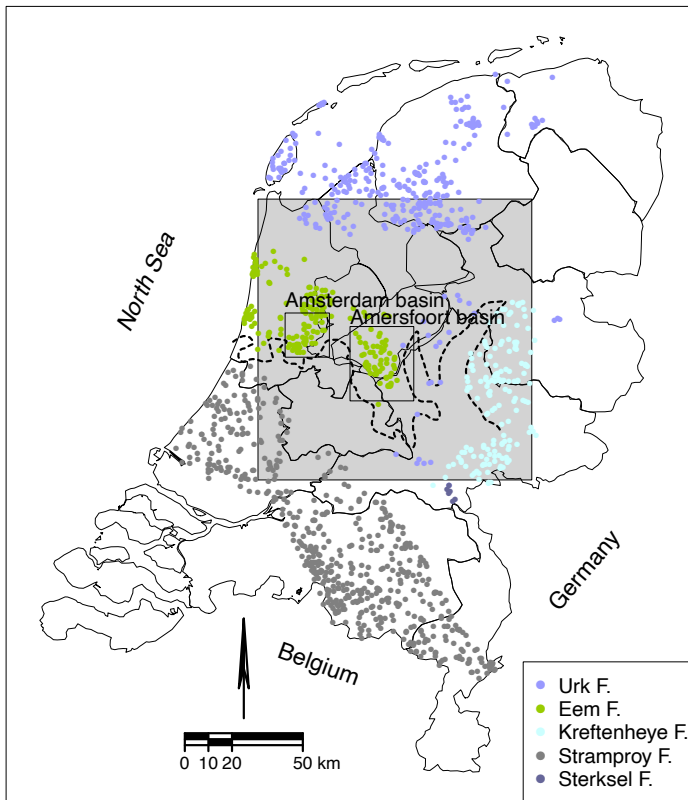 North Sea
Amsterdam basin
Amersfoort basin
Germany
Belgium
0 10 20 50 km
Urk F.
Eem F.
Kreftenheye F.
Stramproy F.
Sterksel F.